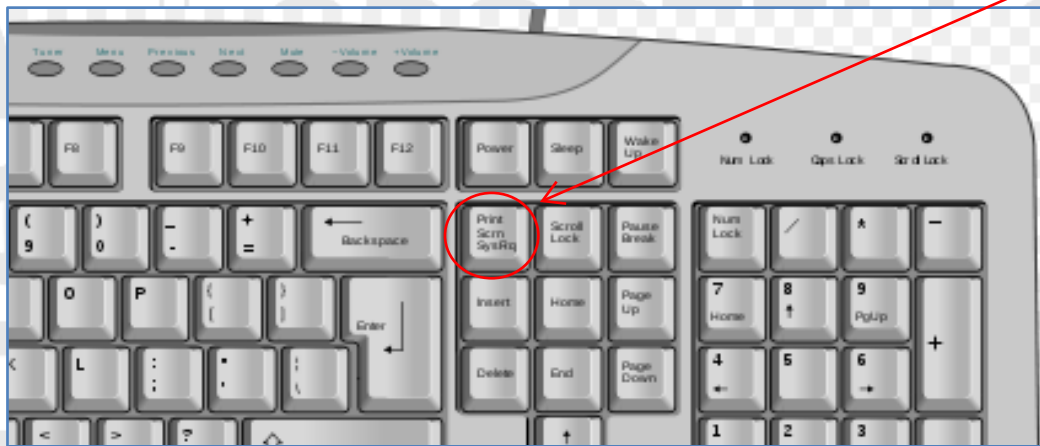 Tuner Menu Previous Next Mute -Volume +Volume
F8 F9 F10 F11 F12 Power Sleep Wake Up
Num Lock Caps Lock Scroll Lock
( 9 ) 0 _ - + = Backspace Print Scrn SysRq Scroll Lock Pause Break Num Lock / * -
O P { [ } ] Enter Insert Home Page Up 7 Home 8 9 PgUp +
L : ; " ' | \ Delete End Page Down 4 5 6
< > ? 1 2 3